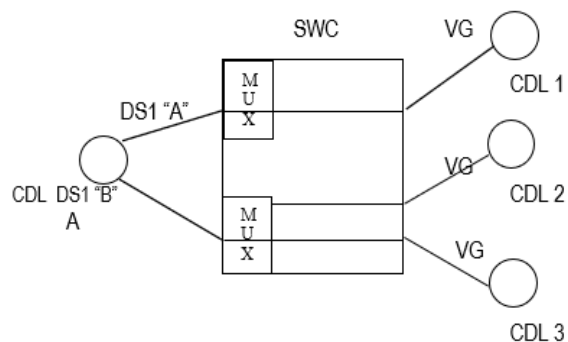 SWC
VG
CDL 1
M
U
X
DS1 “A”
VG
CDL 2
CDL DS1 “B”
A
M
U
X
VG
CDL 3